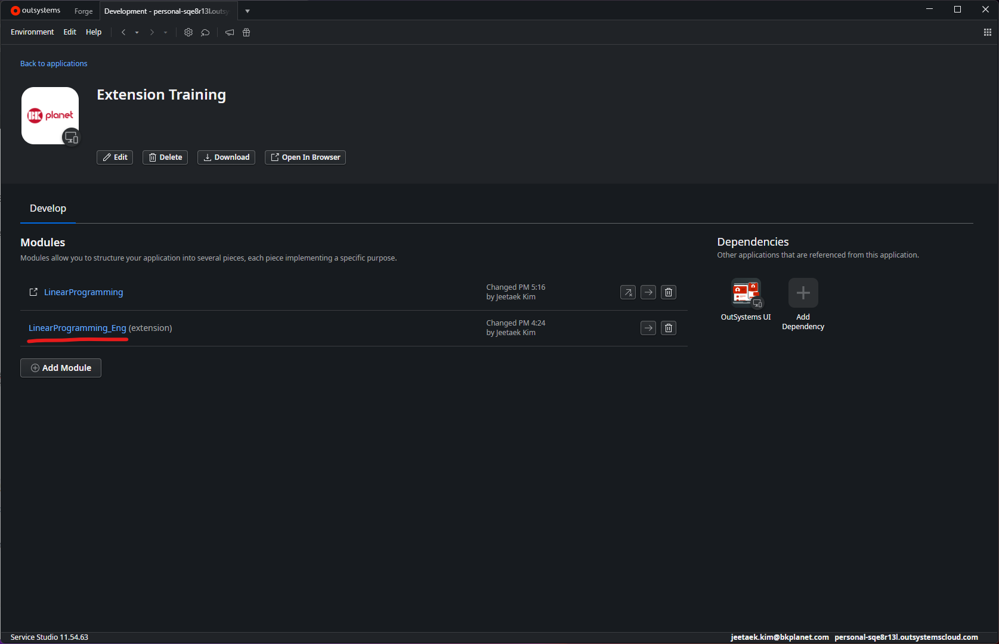 outsystems Forge Development - personal-sqe8r13l.outsy
Environment Edit Help
Back to applications
BK planet
Extension Training
Edit Delete Download Open In Browser
Develop
Modules
Modules allow you to structure your application into several pieces, each piece implementing a specific purpose.
LinearProgramming
Changed PM 5:16
by Jeetaek Kim
LinearProgramming_Eng (extension)
Changed PM 4:24
by Jeetaek Kim
Add Module
Dependencies
Other applications that are referenced from this application.
OutSystems UI
Add
Dependency
Service Studio 11.54.63
jeetaek.kim@bkplanet.com personal-sqe8r13l.outsystemscloud.com